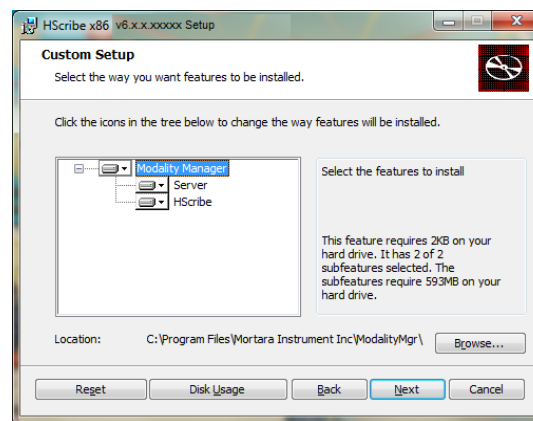 HScribe x86 v6.x.x.xxxxx Setup
Custom Setup
Select the way you want features to be installed.
Click the icons in the tree below to change the way features will be installed.
Modality Manager
Server
HScribe
Select the features to install
This feature requires 2KB on your
hard drive. It has 2 of 2
subfeatures selected. The
subfeatures require 593MB on your
hard drive.
Location: C:\Program Files\Mortara Instrument Inc\ModalityMgr\ Browse...
Reset Disk Usage Back Next Cancel